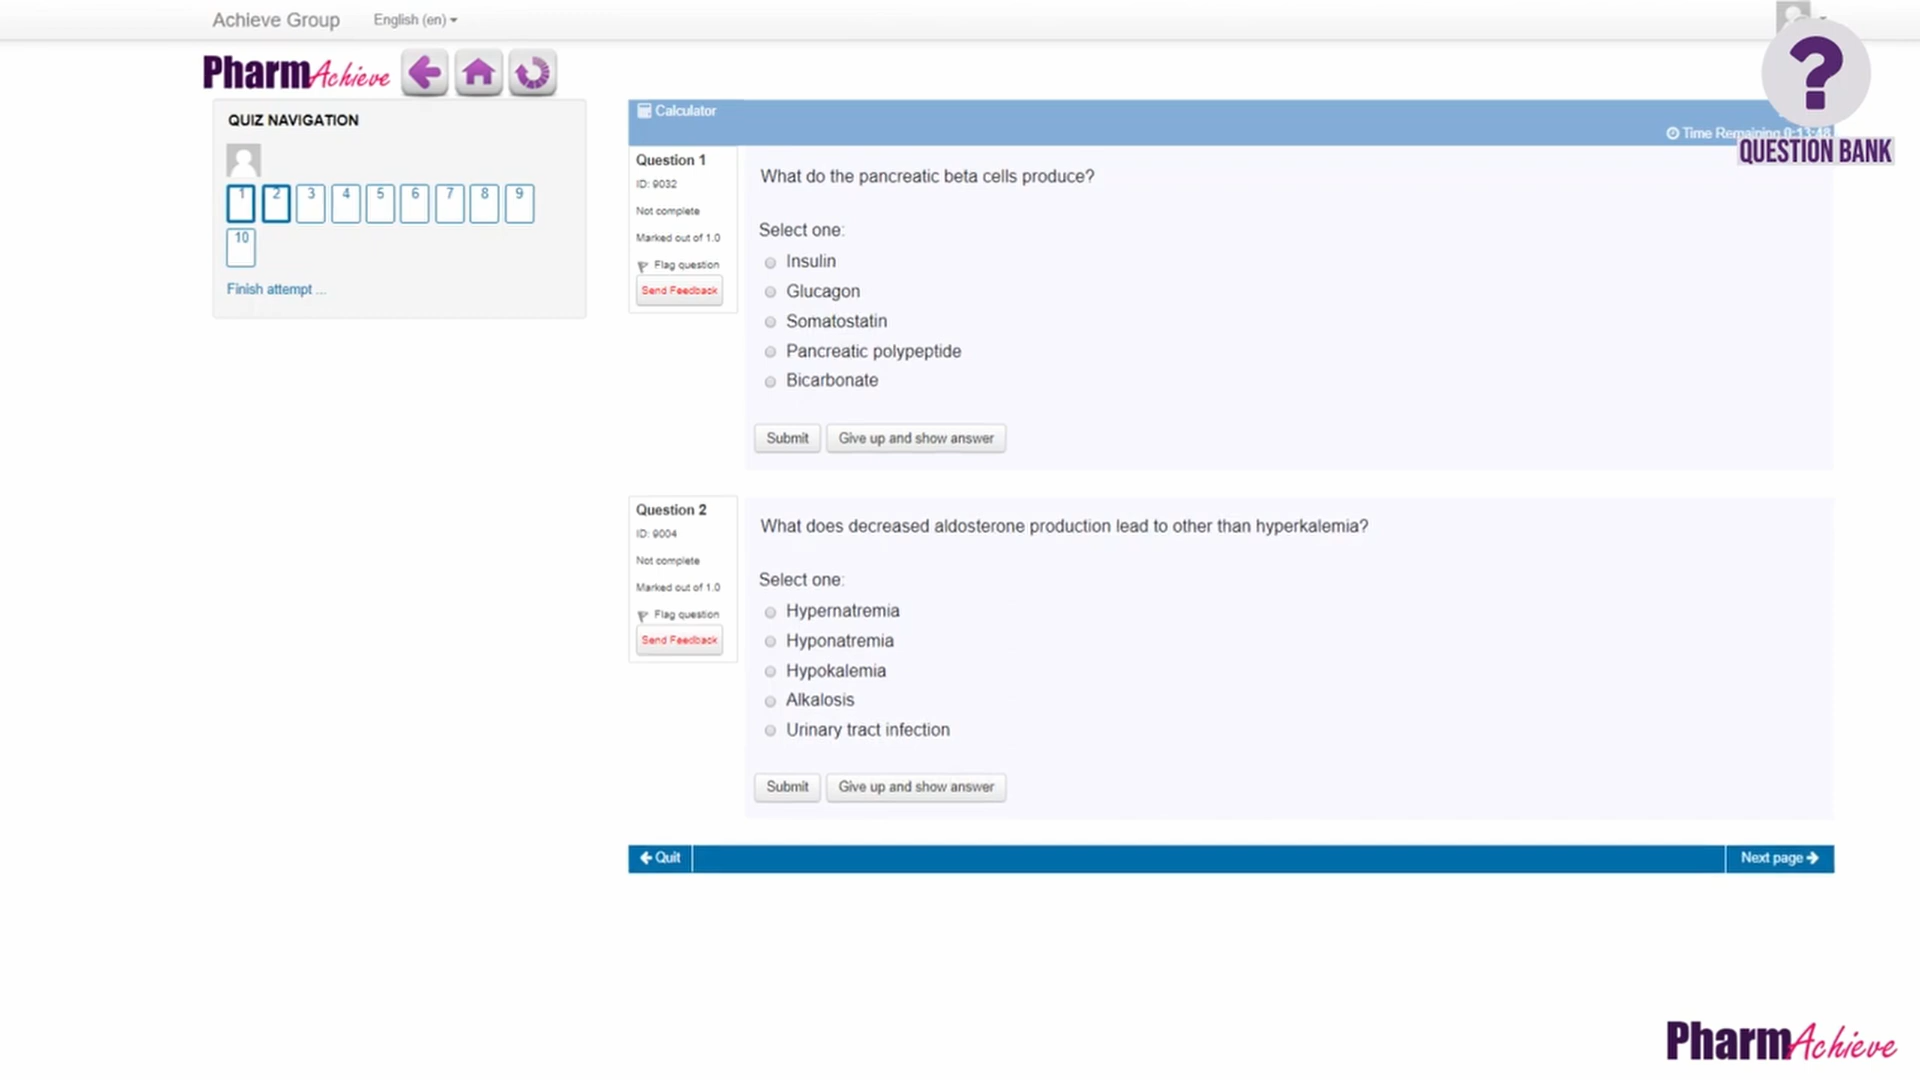 Achieve Group English (en)
PharmAchieve
QUIZ NAVIGATION
1 2 3 4 5 6 7 8 9
10
Finish attempt ...
Calculator
Time Remaining 0:13:48
?
QUESTION BANK
Question 1
ID: 9032
Not complete
Marked out of 1.0
Flag question
Send Feedback
What do the pancreatic beta cells produce?
Select one:
Insulin
Glucagon
Somatostatin
Pancreatic polypeptide
Bicarbonate
Submit Give up and show answer
Question 2
ID: 9004
Not complete
Marked out of 1.0
Flag question
Send Feedback
What does decreased aldosterone production lead to other than hyperkalemia?
Select one:
Hypernatremia
Hyponatremia
Hypokalemia
Alkalosis
Urinary tract infection
Submit Give up and show answer
Quit Next page
PharmAchieve